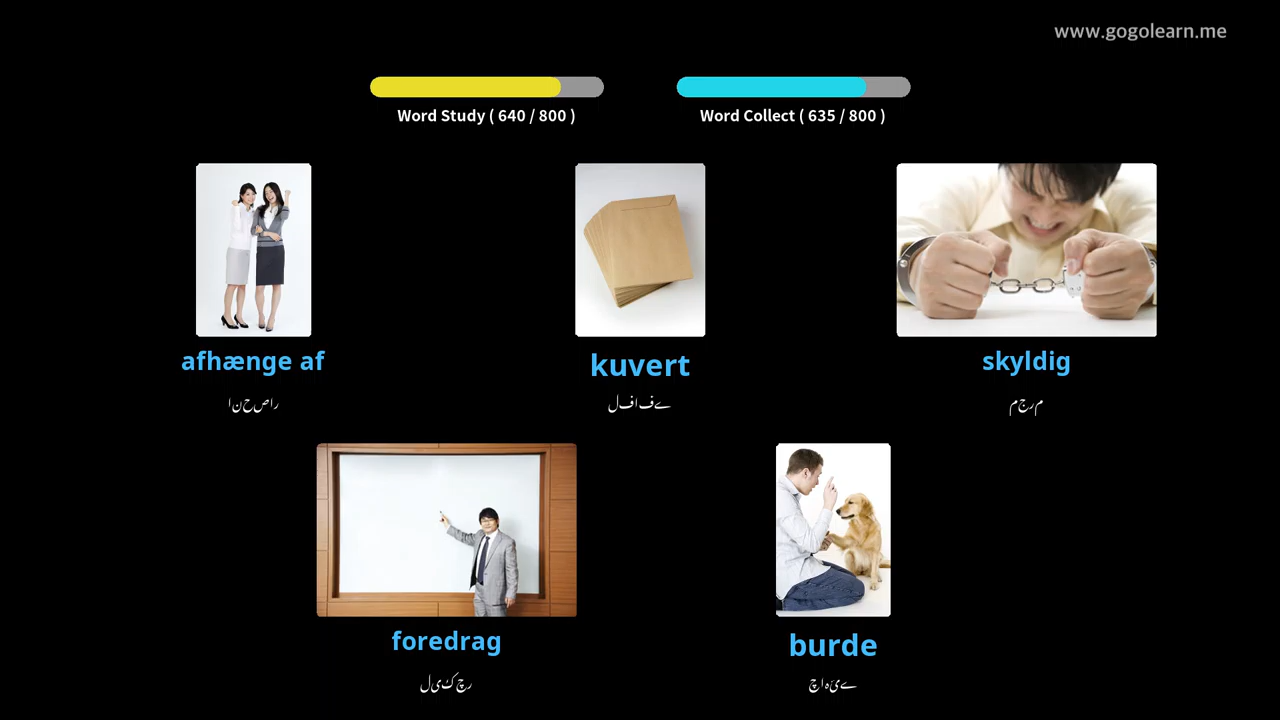 www.gogolearn.me
Word Study ( 640 / 800 )
Word Collect ( 635 / 800 )
afhænge af
انحصار
kuvert
لفافے
skyldig
مجرم
foredrag
لیکچر
burde
چاہئے